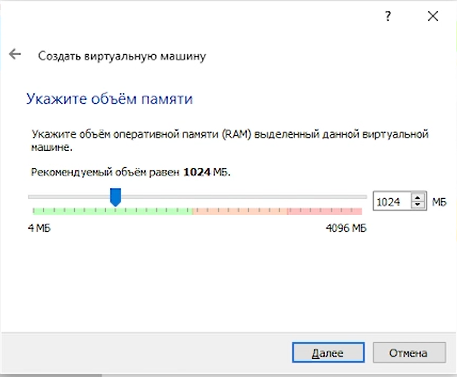 ?
Создать виртуальную машину
Укажите объём памяти
Укажите объём оперативной памяти (RAM) выделенный данной виртуальной
машине.
Рекомендуемый объём равен 1024 МБ.
1024 МБ
4 МБ 4096 МБ
Далее Отмена